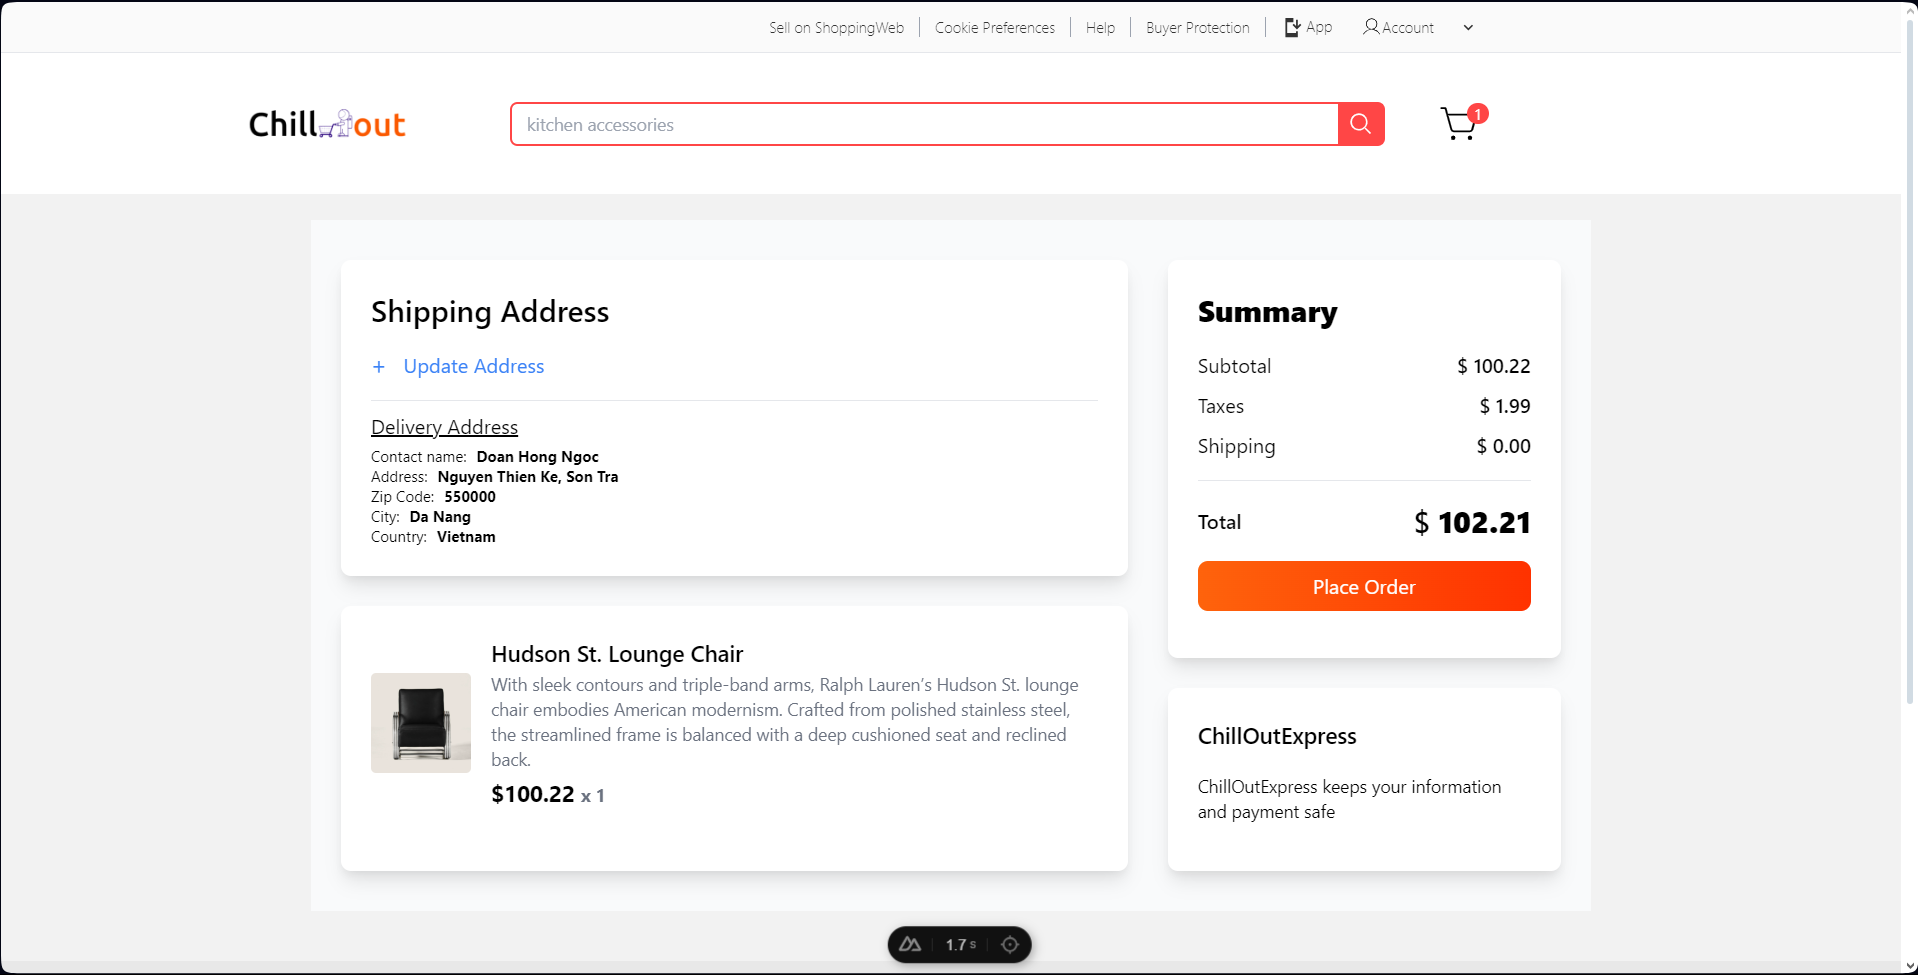 Sell on ShoppingWeb
Cookie Preferences
Help
Buyer Protection
App
Account
Chillout
kitchen accessories
1
Shipping Address
+ Update Address
Delivery Address
Contact name: Doan Hong Ngoc
Address: Nguyen Thien Ke, Son Tra
Zip Code: 550000
City: Da Nang
Country: Vietnam
Hudson St. Lounge Chair
With sleek contours and triple-band arms, Ralph Lauren’s Hudson St. lounge
chair embodies American modernism. Crafted from polished stainless steel,
the streamlined frame is balanced with a deep cushioned seat and reclined
back.
$100.22 x 1
Summary
Subtotal $ 100.22
Taxes $ 1.99
Shipping $ 0.00
Total $ 102.21
Place Order
ChillOutExpress
ChillOutExpress keeps your information
and payment safe
1.7 s